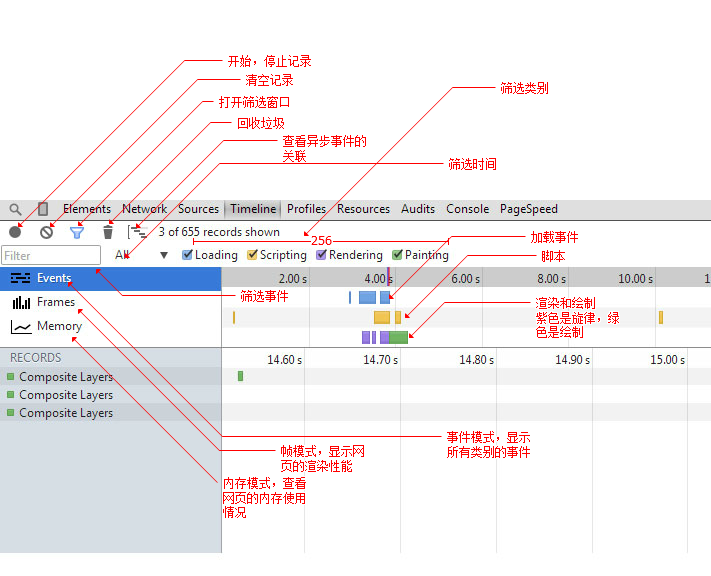 开始，停止记录
清空记录
筛选类别
打开筛选窗口
回收垃圾
查看异步事件的
关联
筛选时间
Elements Network Sources Timeline Profiles Resources Audits Console PageSpeed
3 of 655 records shown
256
加载事件
Filter
All
Loading Scripting Rendering Painting
脚本
Events
2.00 s 4.00 s 6.00 s 8.00 s 10.00 s 1
筛选事件
Frames
渲染和绘制
紫色是旋律，绿
色是绘制
Memory
RECORDS
14.60 s 14.70 s 14.80 s 14.90 s 15.00 s
Composite Layers
Composite Layers
Composite Layers
事件模式，显示
所有类别的事件
帧模式，显示网
页的渲染性能
内存模式，查看
网页的内存使用
情况